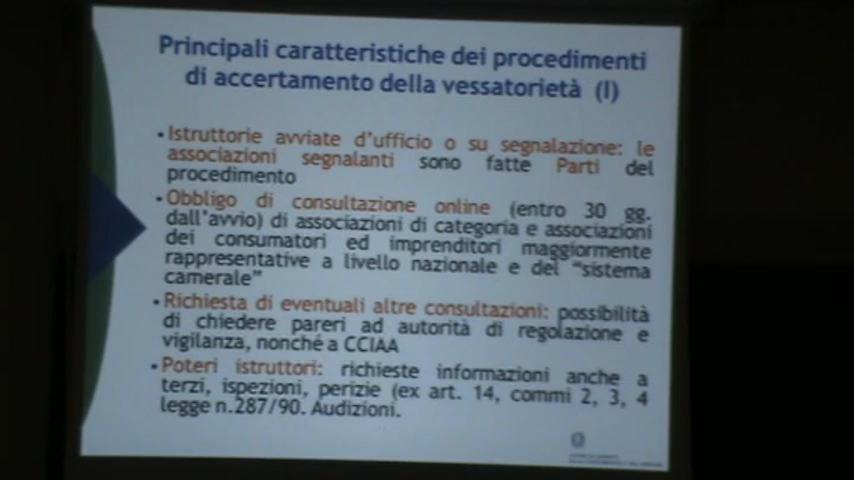 Principali caratteristiche dei procedimenti
di accertamento della vessatorietà (I)
• Istruttorie avviate d'ufficio o su segnalazione: le
associazioni segnalanti sono fatte Parti del
procedimento
• Obbligo di consultazione online (entro 30 gg.
dall'avvio) di associazioni di categoria e associazioni
dei consumatori ed imprenditori maggiormente
rappresentative a livello nazionale e del "sistema
camerale"
• Richiesta di eventuali altre consultazioni: possibilità
di chiedere pareri ad autorità di regolazione e
vigilanza, nonché a CCIAA
• Poteri istruttori: richieste informazioni anche a
terzi, ispezioni, perizie (ex art. 14, commi 2, 3, 4
legge n.287/90. Audizioni.